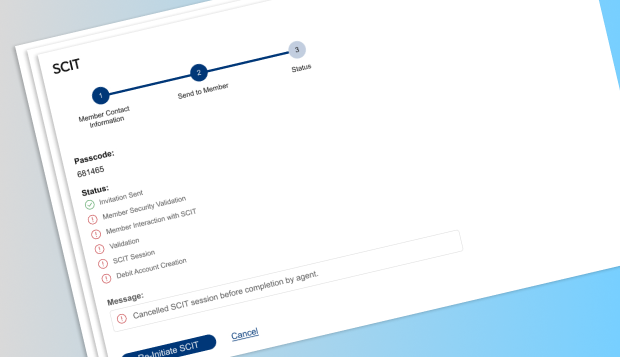 SCIT
1
2
3
Member Contact
Information
Send to Member
Status
Passcode:
681465
Status:
Invitation Sent
Member Security Validation
Member Interaction with SCIT
Validation
SCIT Session
Debit Account Creation
Message:
Cancelled SCIT session before completion by agent.
Re-Initiate SCIT
Cancel